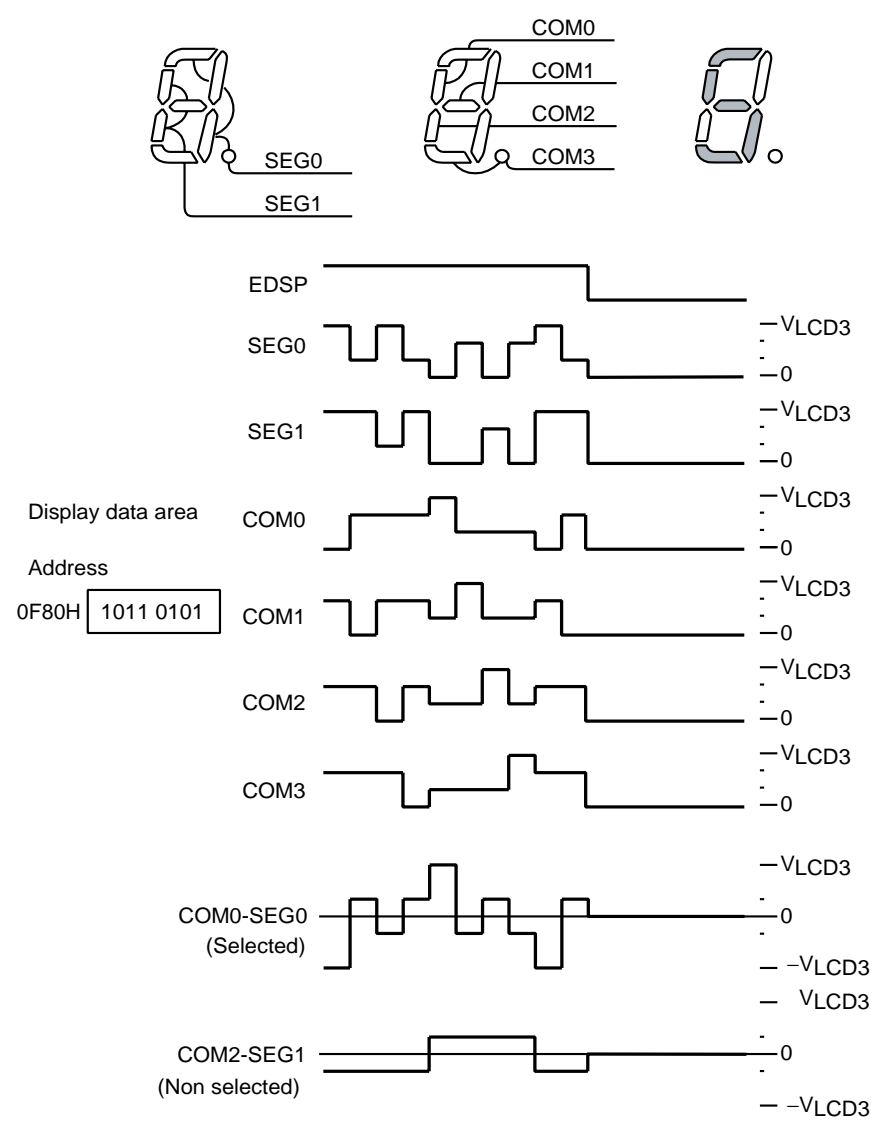 COM0
COM1
COM2
COM3
SEG0
SEG1
EDSP
SEG0
VLCD3
0
SEG1
VLCD3
0
Display data area
COM0
VLCD3
0
Address
0F80H 1011 0101
COM1
VLCD3
0
COM2
VLCD3
0
COM3
VLCD3
0
COM0-SEG0
(Selected)
VLCD3
0
−VLCD3
COM2-SEG1
(Non selected)
VLCD3
0
−VLCD3